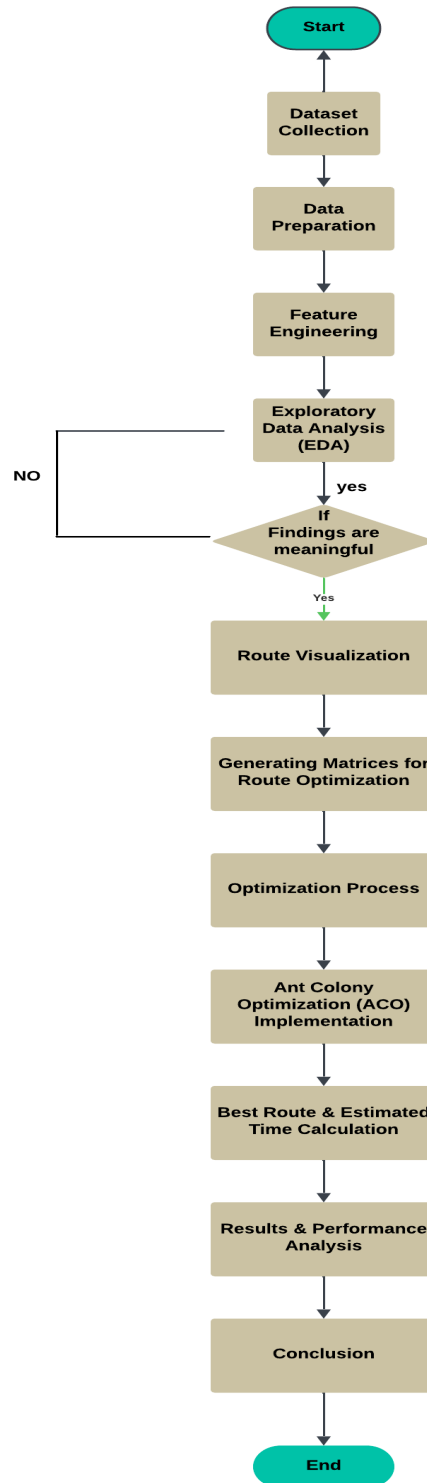 Start
Dataset
Collection
Data
Preparation
Feature
Engineering
Exploratory
Data Analysis
(EDA)
NO
yes
If
Findings are
meaningful
Yes
Route Visualization
Generating Matrices for
Route Optimization
Optimization Process
Ant Colony
Optimization (ACO)
Implementation
Best Route & Estimated
Time Calculation
Results & Performance
Analysis
Conclusion
End